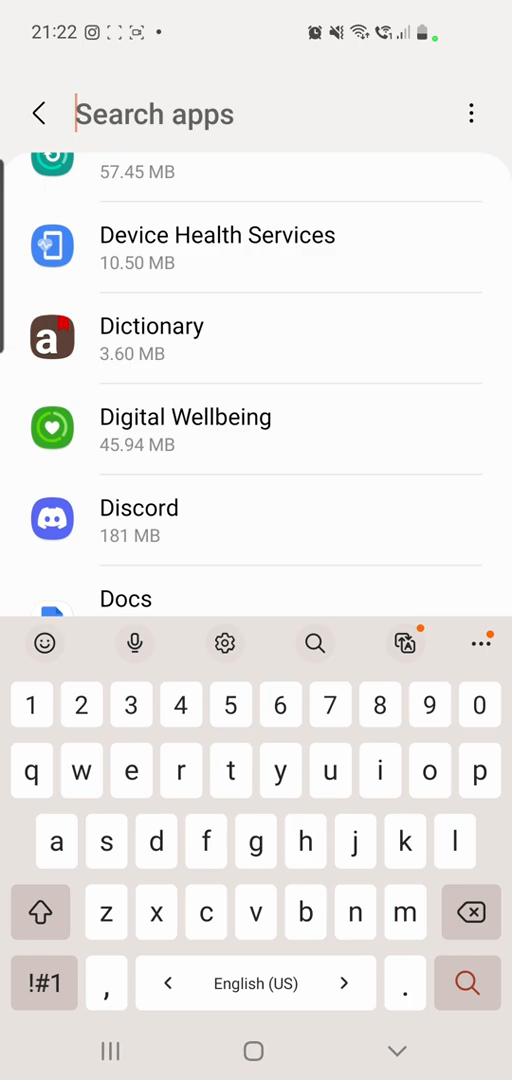 21:22
Search apps
57.45 MB
Device Health Services
10.50 MB
a
Dictionary
3.60 MB
Digital Wellbeing
45.94 MB
Discord
181 MB
Docs
1 2 3 4 5 6 7 8 9 0
q w e r t y u i o p
a s d f g h j k l
z x c v b n m
!#1 , < English (US) > .